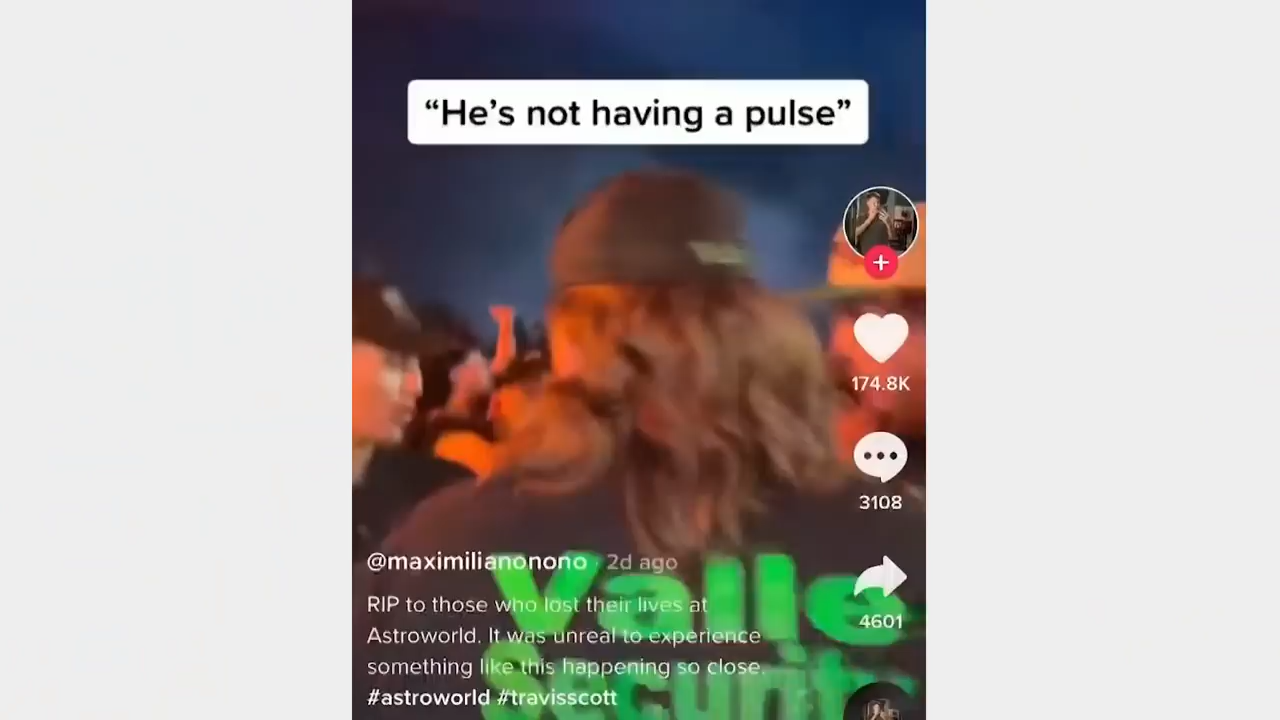 “He’s not having a pulse”
174.8K
3108
4601
@maximilianonono · 2d ago
RIP to those who lost their lives at
Astroworld. It was unreal to experience
something like this happening so close.
#astroworld #travisscott
Valle
Security